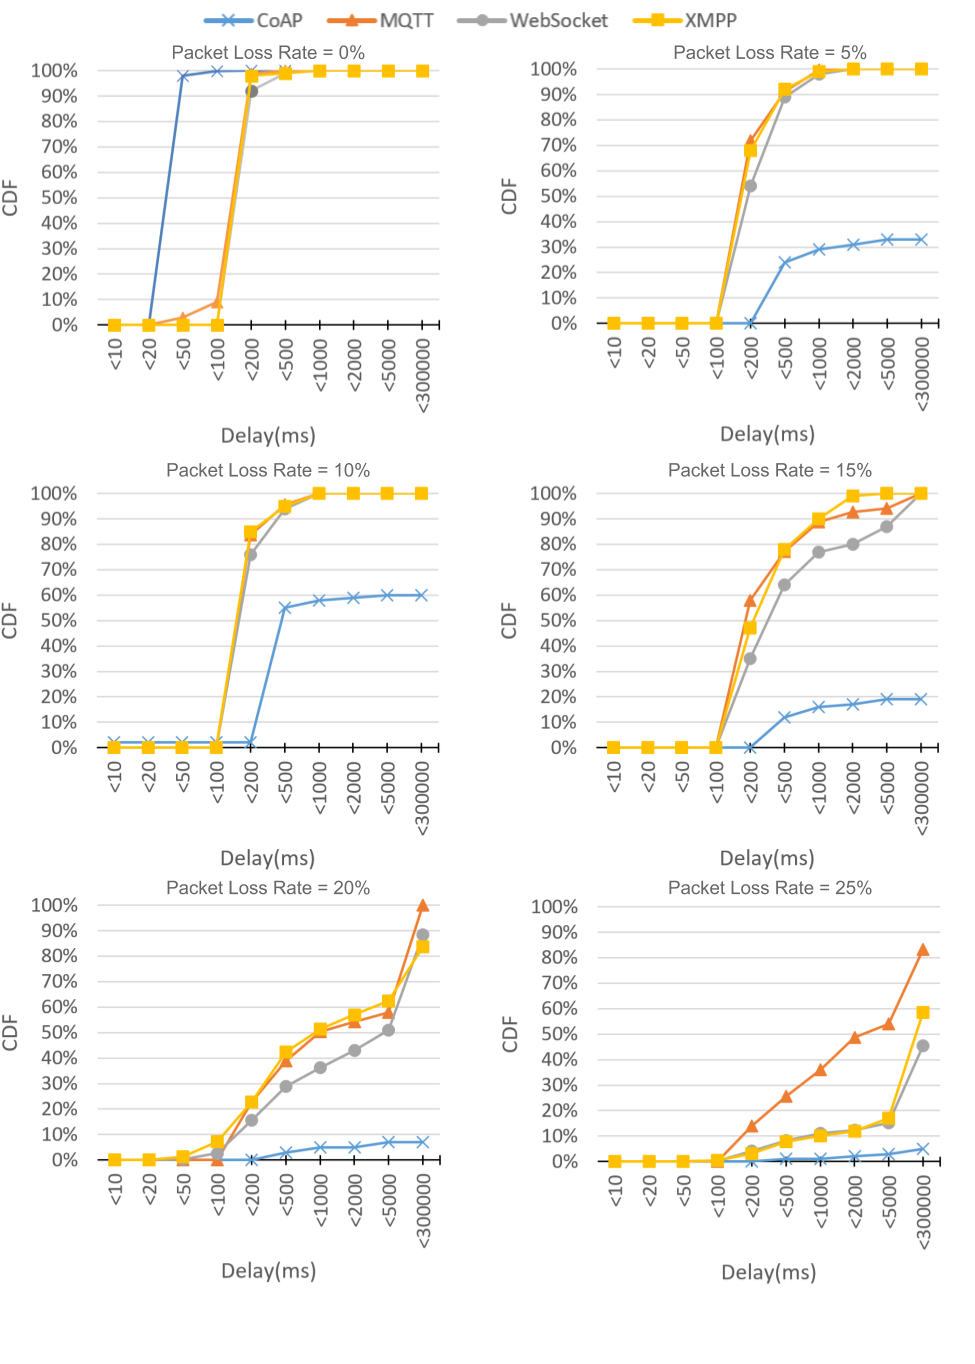 CoAP MQTT WebSocket XMPP
Packet Loss Rate = 0%
100%
90%
80%
70%
60%
50%
40%
30%
20%
10%
0%
CDF
<10 <20 <50 <100 <200 <500 <1000 <2000 <5000 <300000
Delay(ms)
Packet Loss Rate = 5%
100%
90%
80%
70%
60%
50%
40%
30%
20%
10%
0%
CDF
<10 <20 <50 <100 <200 <500 <1000 <2000 <5000 <300000
Delay(ms)
Packet Loss Rate = 10%
100%
90%
80%
70%
60%
50%
40%
30%
20%
10%
0%
CDF
<10 <20 <50 <100 <200 <500 <1000 <2000 <5000 <300000
Delay(ms)
Packet Loss Rate = 15%
100%
90%
80%
70%
60%
50%
40%
30%
20%
10%
0%
CDF
<10 <20 <50 <100 <200 <500 <1000 <2000 <5000 <300000
Delay(ms)
Packet Loss Rate = 20%
100%
90%
80%
70%
60%
50%
40%
30%
20%
10%
0%
CDF
<10 <20 <50 <100 <200 <500 <1000 <2000 <5000 <300000
Delay(ms)
Packet Loss Rate = 25%
100%
90%
80%
70%
60%
50%
40%
30%
20%
10%
0%
CDF
<10 <20 <50 <100 <200 <500 <1000 <2000 <5000 <300000
Delay(ms)